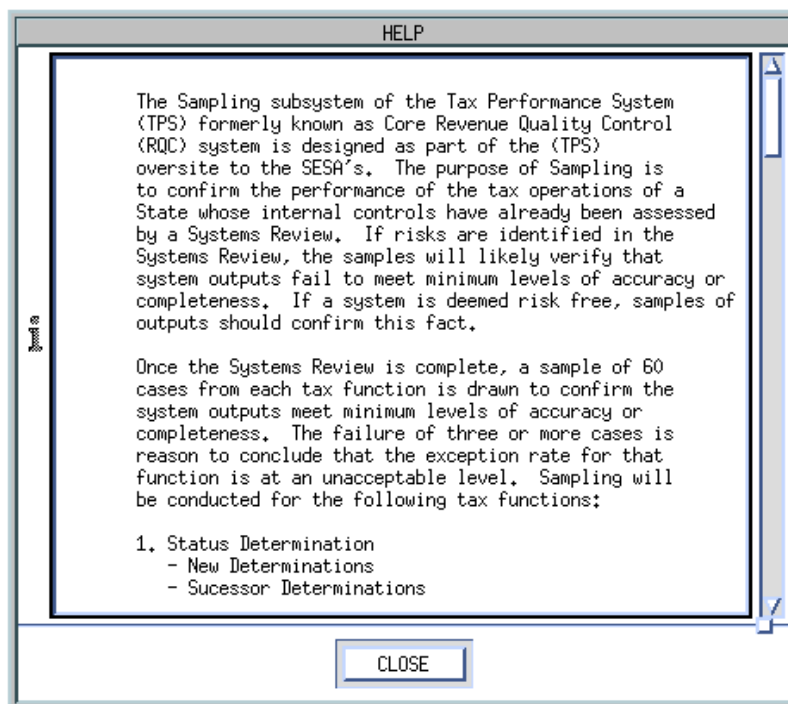 HELP
The Sampling subsystem of the Tax Performance System
(TPS) formerly known as Core Revenue Quality Control
(RQC) system is designed as part of the (TPS)
oversite to the SESA's. The purpose of Sampling is
to confirm the performance of the tax operations of a
State whose internal controls have already been assessed
by a Systems Review. If risks are identified in the
Systems Review, the samples will likely verify that
system outputs fail to meet minimum levels of accuracy or
completeness. If a system is deemed risk free, samples of
outputs should confirm this fact.
Once the Systems Review is complete, a sample of 60
cases from each tax function is drawn to confirm the
system outputs meet minimum levels of accuracy or
completeness. The failure of three or more cases is
reason to conclude that the exception rate for that
function is at an unacceptable level. Sampling will
be conducted for the following tax functions:
1. Status Determination
- New Determinations
- Sucessor Determinations
CLOSE